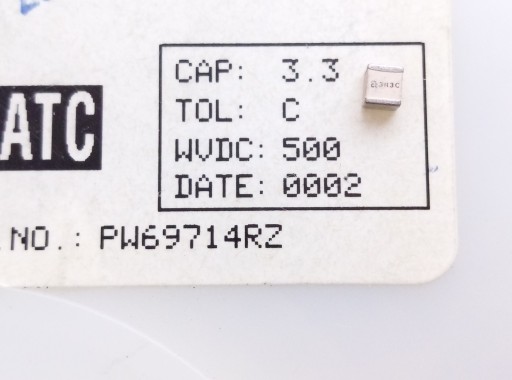 ATC
CAP: 3.3
TOL: C
WVDC: 500
DATE: 0002
NO.: PW69714RZ